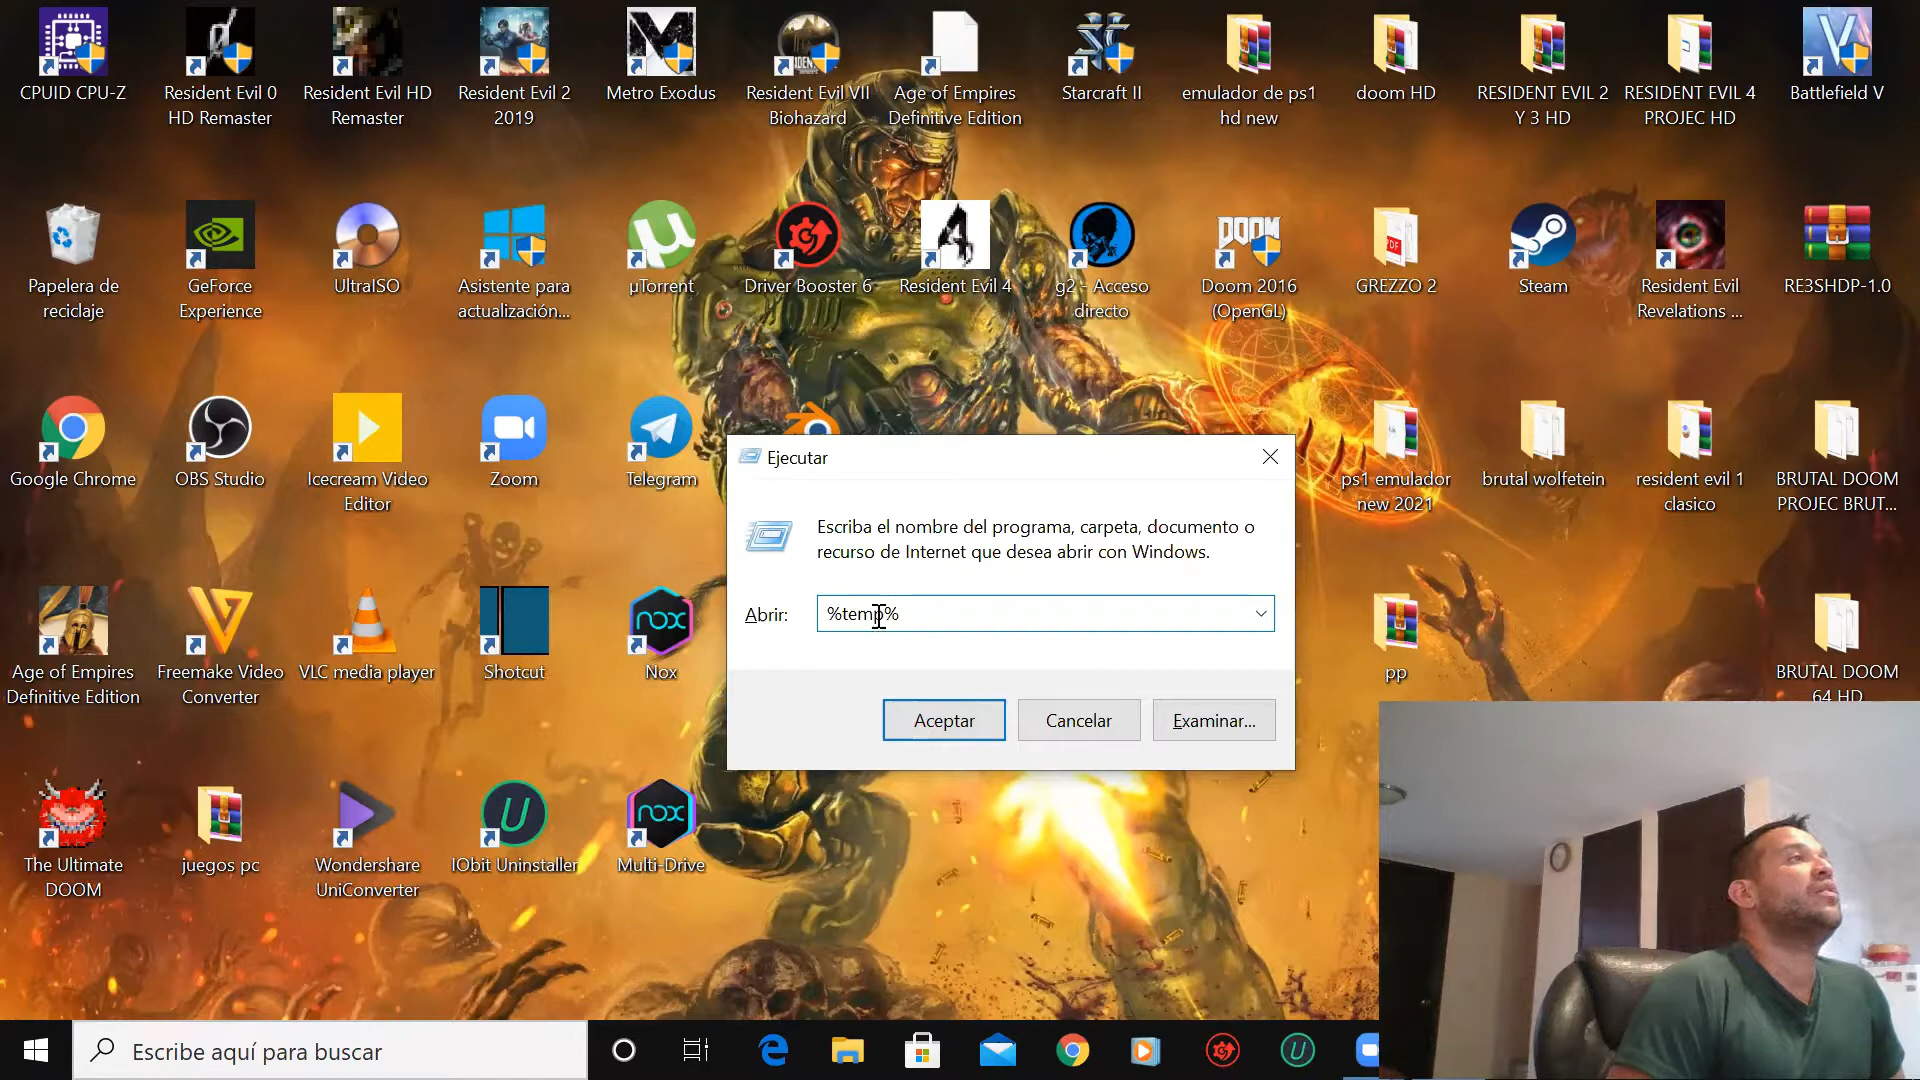 CPUID CPU-Z
Resident Evil 0
HD Remaster
Resident Evil HD
Remaster
Resident Evil 2
2019
Metro Exodus
Resident Evil VII
Biohazard
Age of Empires
Definitive Edition
Starcraft II
emulador de ps1
hd new
doom HD
RESIDENT EVIL 2
Y 3 HD
RESIDENT EVIL 4
PROJEC HD
Battlefield V
Papelera de
reciclaje
GeForce
Experience
UltraISO
Asistente para
actualización...
µTorrent
Driver Booster 6
Resident Evil 4
g2 - Acceso
directo
DOOM
Doom 2016
(OpenGL)
PDF
GREZZO 2
Steam
Resident Evil
Revelations ...
RE3SHDP-1.0
Google Chrome
OBS Studio
Icecream Video
Editor
Zoom
Telegram
ps1 emulador
new 2021
brutal wolfetein
resident evil 1
clasico
BRUTAL DOOM
PROJEC BRUT...
Ejecutar
Escriba el nombre del programa, carpeta, documento o
recurso de Internet que desea abrir con Windows.
Abrir:
%temp%
Aceptar
Cancelar
Examinar...
Age of Empires
Definitive Edition
Freemake Video
Converter
VLC media player
Shotcut
nox
Nox
pp
BRUTAL DOOM
64 HD
The Ultimate
DOOM
juegos pc
Wondershare
UniConverter
IObit Uninstaller
nox
Multi-Drive
Escribe aquí para buscar